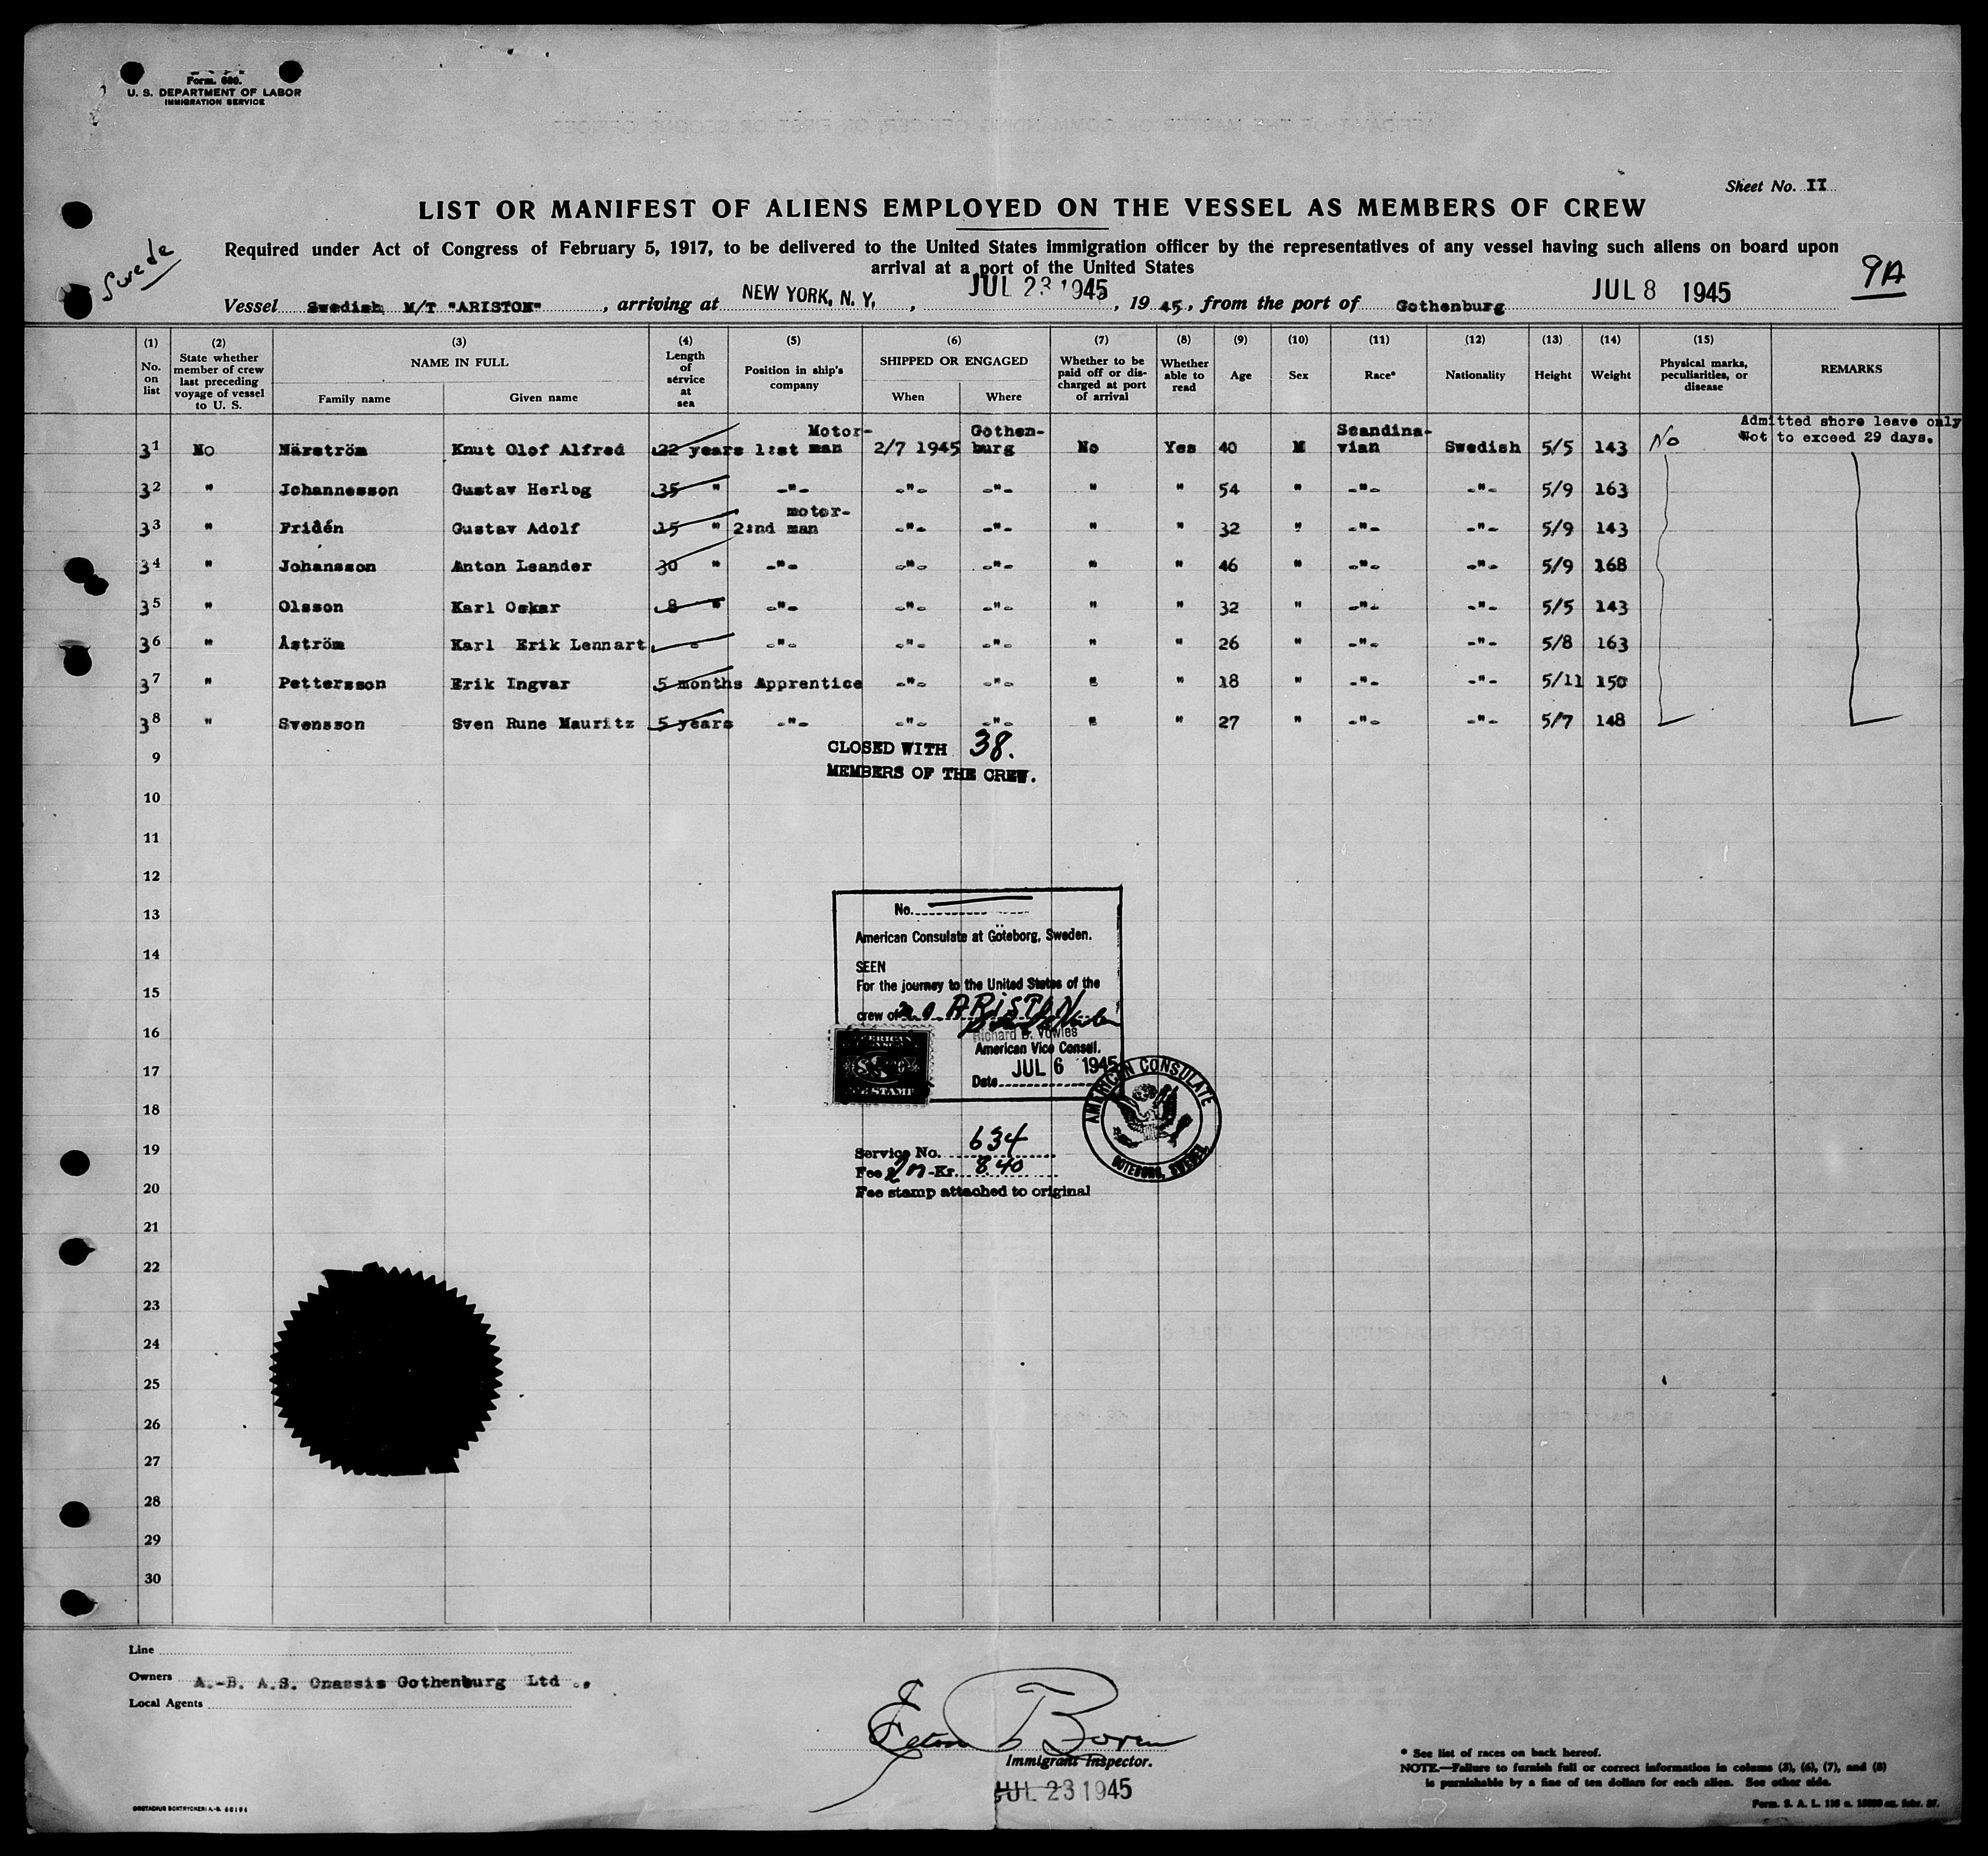 Form. 680.
U. S. DEPARTMENT OF LABOR
IMMIGRATION SERVICE
Sheet No. II
LIST OR MANIFEST OF ALIENS EMPLOYED ON THE VESSEL AS MEMBERS OF CREW
Required under Act of Congress of February 5, 1917, to be delivered to the United States immigration officer by the representatives of any vessel having such aliens on board upon
arrival at a port of the United States
Swede
9A
Vessel Swedish M/T "ARISTON", arriving at NEW YORK, N. Y., JUL 23 1945, 19 45, from the port of Gothenburg JUL 8 1945
(1) (2) (3) (4) (5) (6) (7) (8) (9) (10) (11) (12) (13) (14) (15)
No. on list State whether member of crew last preceding voyage of vessel to U. S. NAME IN FULL Family name Given name Length of service at sea Position in ship's company SHIPPED OR ENGAGED When Where Whether to be paid off or discharged at port of arrival Whether able to read Age Sex Race* Nationality Height Weight Physical marks, peculiarities, or disease REMARKS
Admitted shore leave only
Not to exceed 29 days.
31 No Närström Knut Olof Alfred 22 years 1:st Motor-man 2/7 1945 Gothen-burg No Yes 40 M Scandina-vian Swedish 5/5 143 No
32 " Johannesson Gustav Herlog 35 " -"- -"- -"- " " 54 " -"- -"- 5/9 163
33 " Fridén Gustav Adolf 15 " 2:nd motor-man -"- -"- " " 32 " -"- -"- 5/9 143
34 " Johansson Anton Leander 30 " -"- -"- -"- " " 46 " -"- -"- 5/9 168
35 " Olsson Karl Oskar 8 " -"- -"- -"- " " 32 " -"- -"- 5/5 143
36 " Åström Karl Erik Lennart - -"- -"- -"- " " 26 " -"- -"- 5/8 163
37 " Pettersson Erik Ingvar 5 months Apprentice -"- -"- " " 18 " -"- -"- 5/11 150
38 " Svensson Sven Rune Mauritz 5 years -"- -"- -"- " " 27 " -"- -"- 5/7 148
CLOSED WITH 38.
MEMBERS OF THE CREW.
9
10
11
12
13
14
15
16
17
18
19
20
21
22
23
24
25
26
27
28
29
30
No.
American Consulate at Göteborg, Sweden.
SEEN
For the journey to the United States of the
crew of m.s. ARISTON
Richard B. Vowles
American Vice Consul.
Date JUL 6 1945
AMERICAN CONSULATE
GOTEBORG, SWEDEN
Service No. 634
Fee -Kr. 8.40
Fee stamp attached to original
Line
Owners A.-B. A.S. Onassis Gothenburg Ltd.,
Local Agents
Immigrant Inspector.
JUL 23 1945
* See list of races on back hereof.
NOTE.—Failure to furnish full or correct information in colums (3), (6), (7), and (8)
is purnishable by a fine of ten dollars for each alien. See other side.